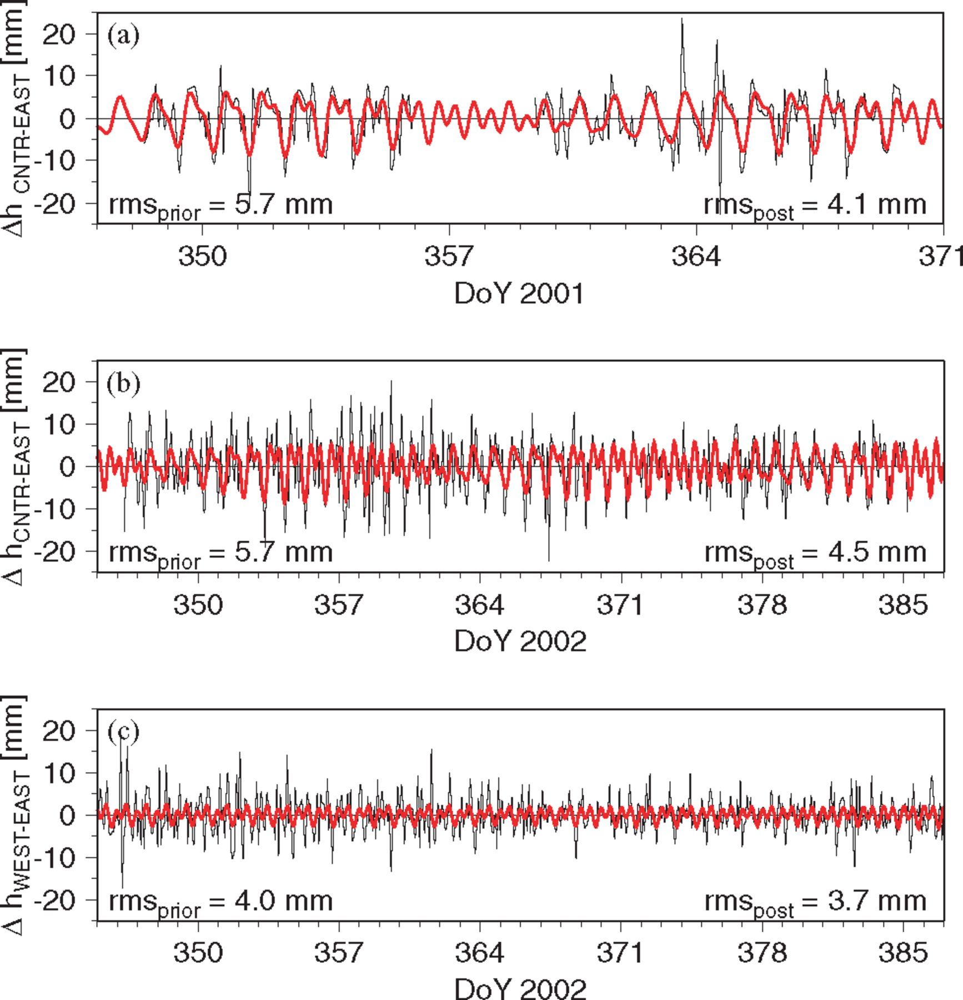 Δh CNTR-EAST [mm]
(a)
20
10
0
-10
-20
rmsprior = 5.7 mm
rmspost = 4.1 mm
350 357 364 371
DoY 2001
Δ hCNTR-EAST [mm]
(b)
20
10
0
-10
-20
rmsprior = 5.7 mm
rmspost = 4.5 mm
350 357 364 371 378 385
DoY 2002
Δ hWEST-EAST [mm]
(c)
20
10
0
-10
-20
rmsprior = 4.0 mm
rmspost = 3.7 mm
350 357 364 371 378 385
DoY 2002